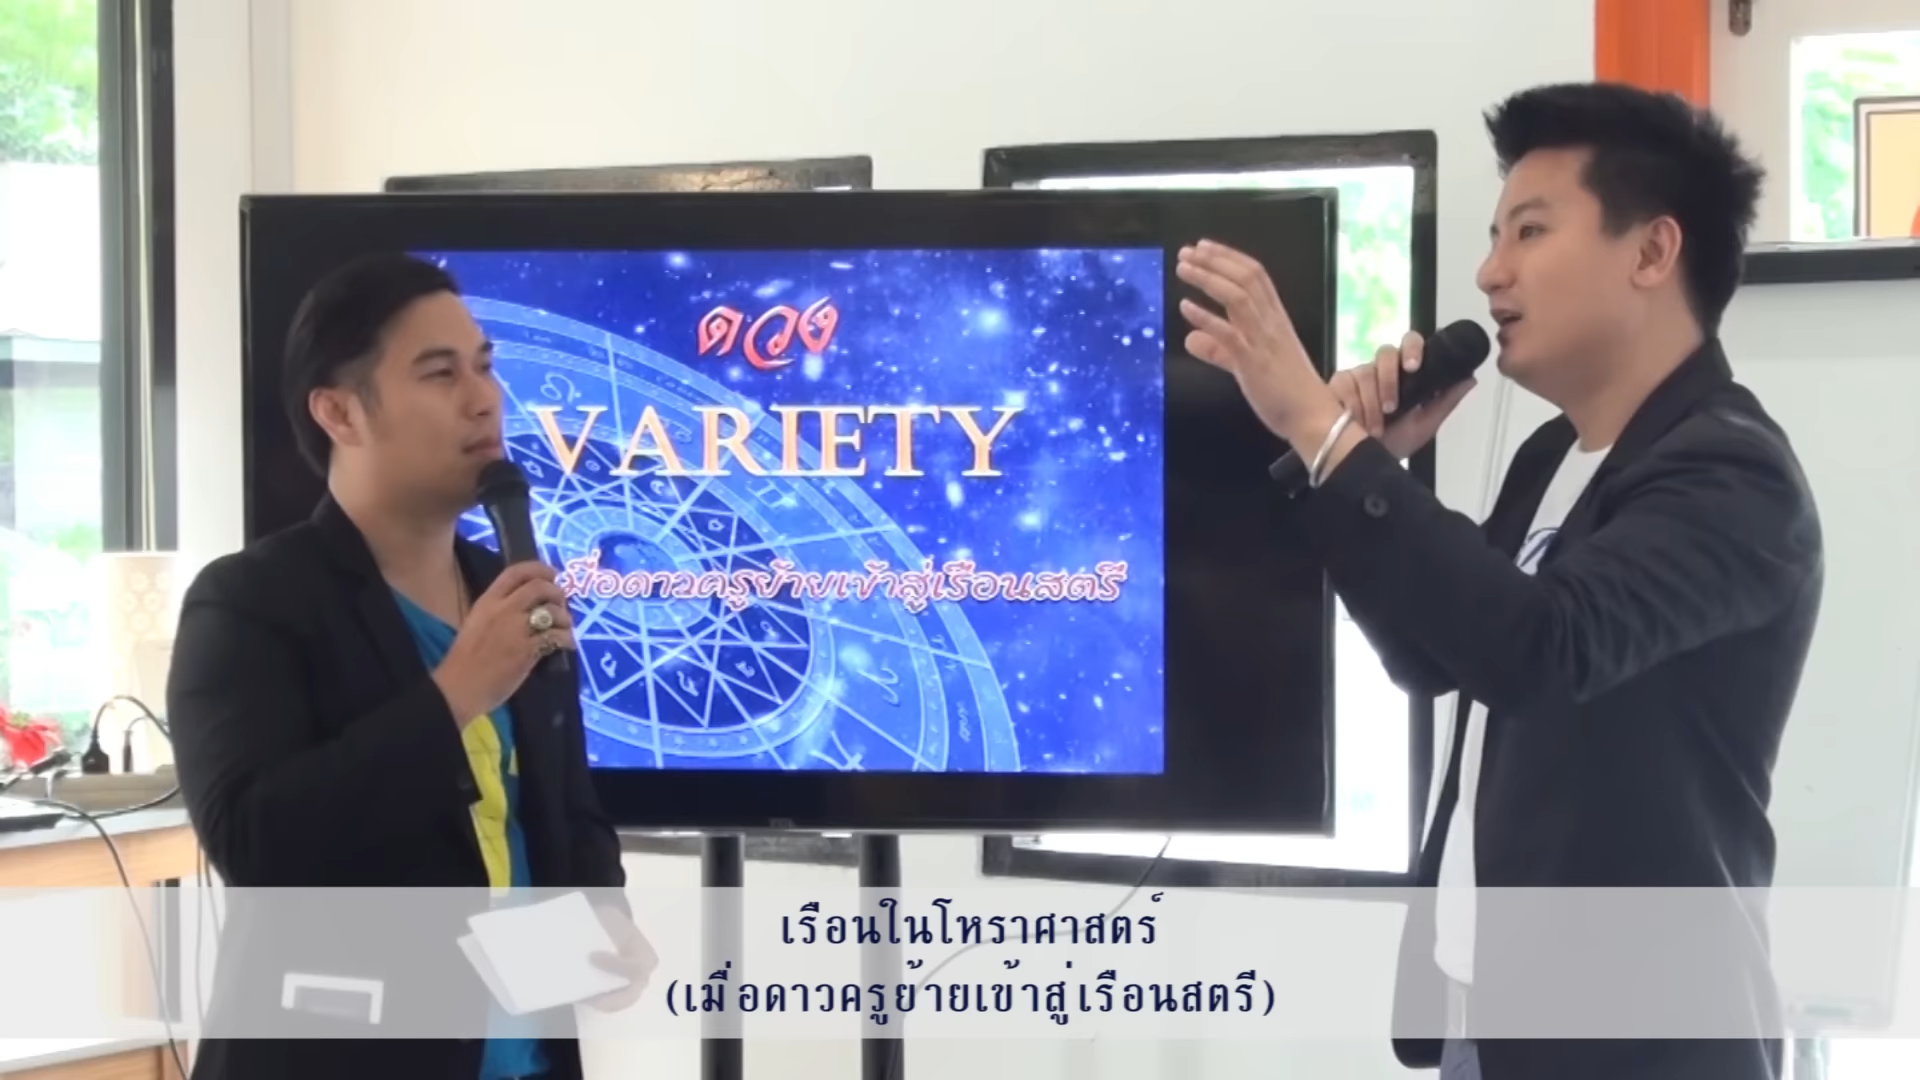 ดวง
VARIETY
เมื่อดาวครูย้ายเข้าสู่เรือนสตรี
เรือนในโหราศาสตร์
(เมื่อดาวครูย้ายเข้าสู่เรือนสตรี)